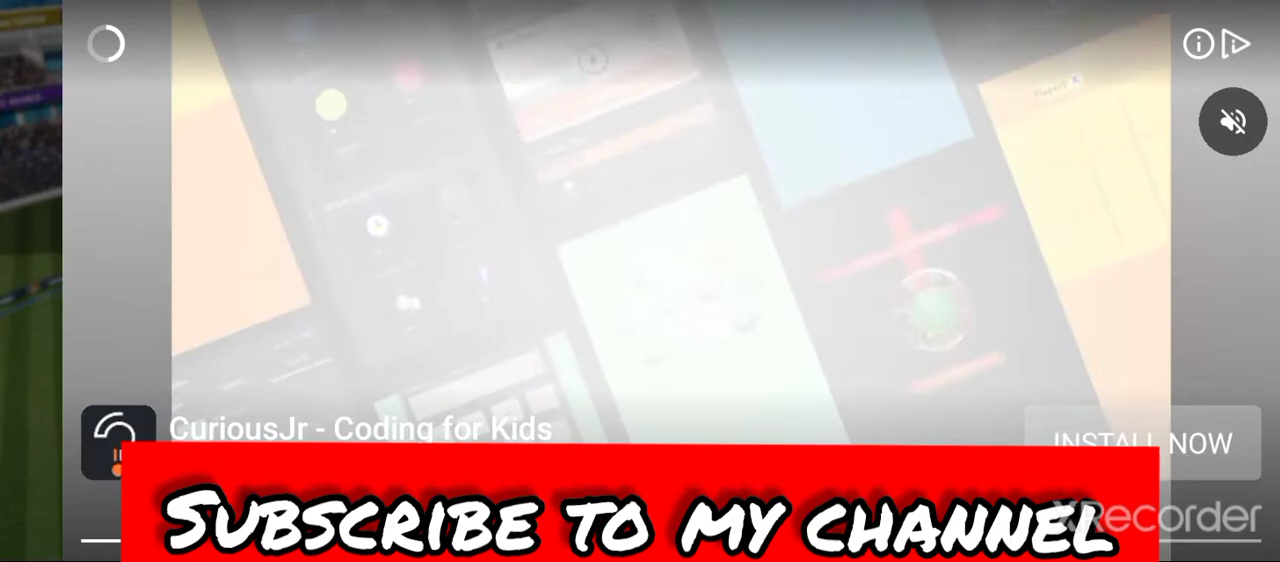 CuriousJr - Coding for Kids
INSTALL NOW
SUBSCRIBE TO MY CHANNEL
XRecorder